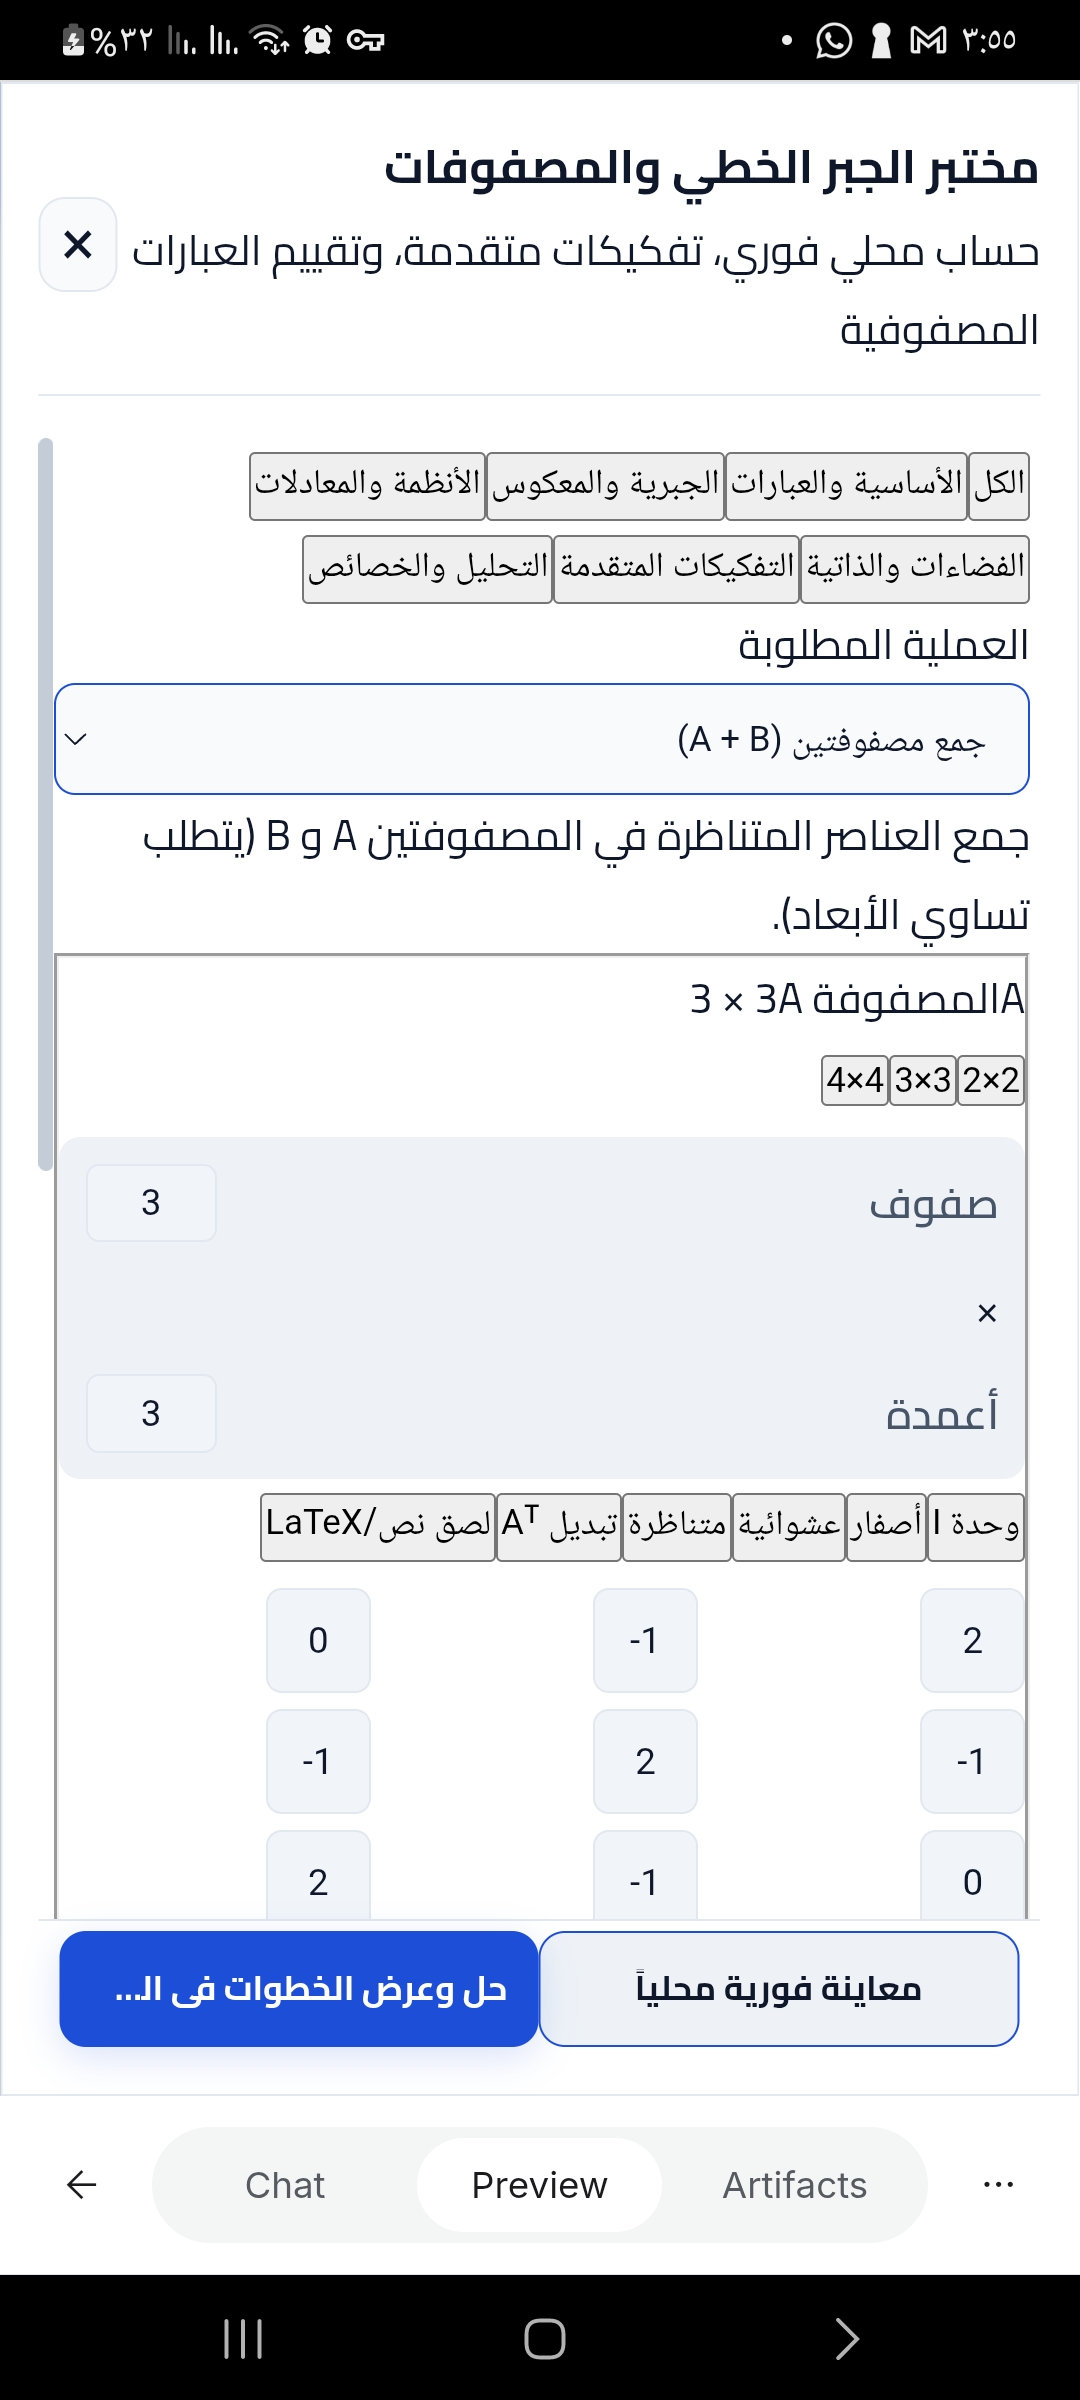 %٣٢ ٣:٥٥
مختبر الجبر الخطي والمصفوفات
حساب محلي فوري، تفكيكات متقدمة، وتقييم العبارات
المصفوفية
الكل الأساسية والعبارات الجبرية والمعكوس الأنظمة والمعادلات
الفضاءات والذاتية التفكيكات المتقدمة التحليل والخصائص
العملية المطلوبة
جمع مصفوفتين (A + B)
جمع العناصر المتناظرة في المصفوفتين A و B (يتطلب
تساوي الأبعاد).
Aالمصفوفة 3 × 3A
2×2 3×3 4×4
صفوف 3
×
أعمدة 3
وحدة I أصفار عشوائية متناظرة تبديل Aᵀ لصق نص/LaTeX
2 -1 0
-1 2 -1
0 -1 2
معاينة فورية محلياً حل وعرض الخطوات في الـ...
Chat Preview Artifacts